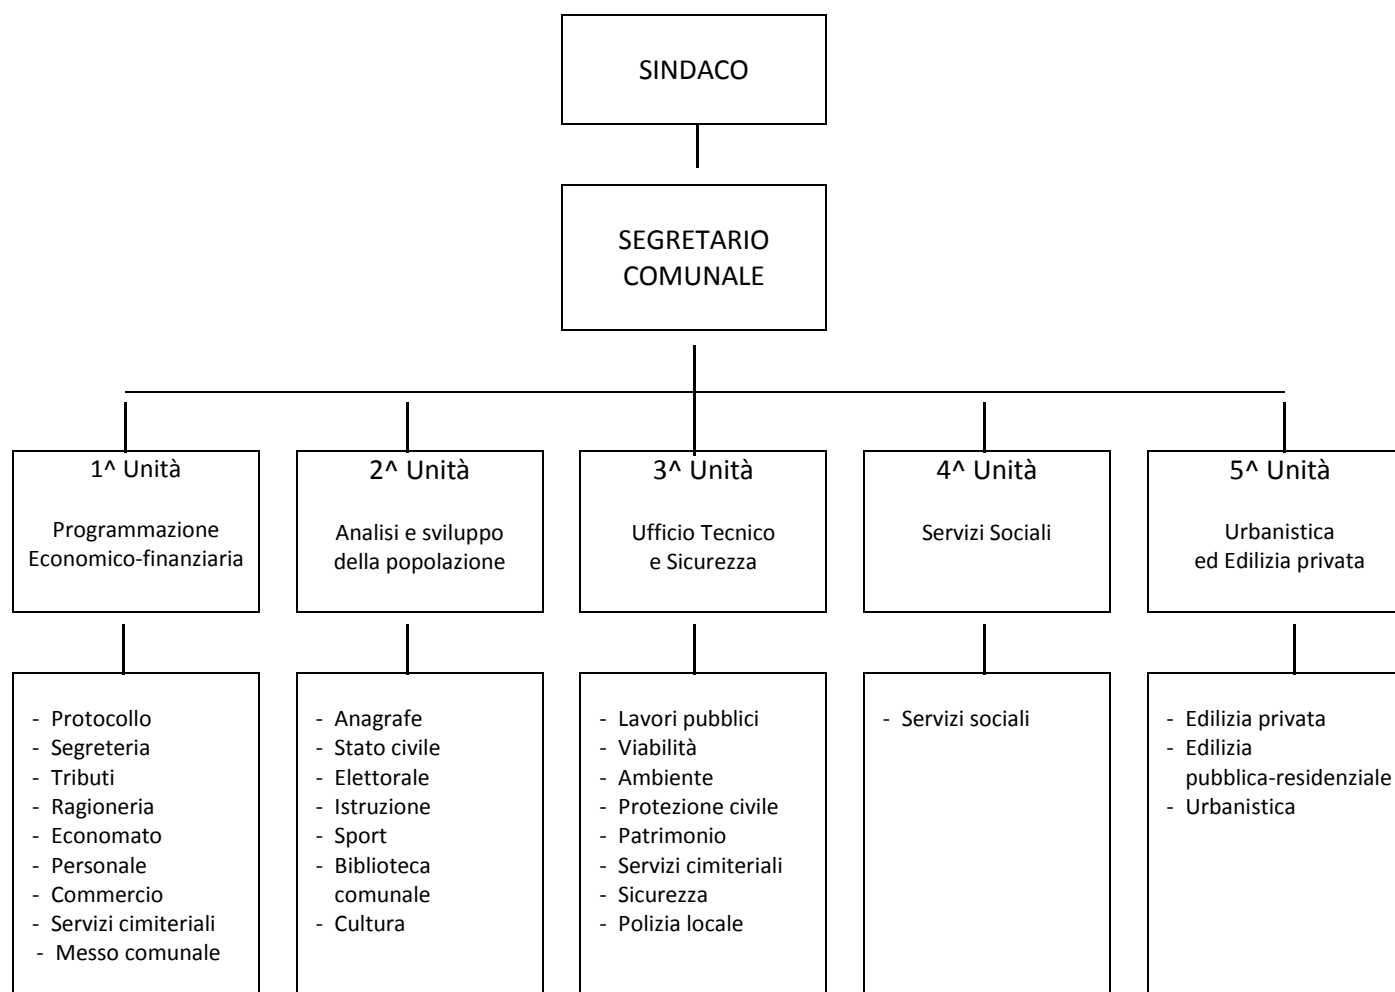 SINDACO
SEGRETARIO
COMUNALE
1^ Unità
Programmazione
Economico-finanziaria
2^ Unità
Analisi e sviluppo
della popolazione
3^ Unità
Ufficio Tecnico
e Sicurezza
4^ Unità
Servizi Sociali
5^ Unità
Urbanistica
ed Edilizia privata
- Protocollo
- Segreteria
- Tributi
- Ragioneria
- Economato
- Personale
- Commercio
- Servizi cimiteriali
- Messo comunale
- Anagrafe
- Stato civile
- Elettorale
- Istruzione
- Sport
- Biblioteca
comunale
- Cultura
- Lavori pubblici
- Viabilità
- Ambiente
- Protezione civile
- Patrimonio
- Servizi cimiteriali
- Sicurezza
- Polizia locale
- Servizi sociali
- Edilizia privata
- Edilizia
pubblica-residenziale
- Urbanistica